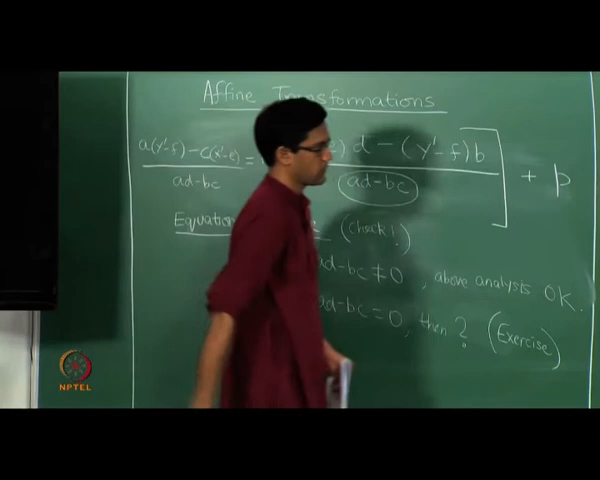 Affine Transformations
a(y'-f)-c(x'-e) / ad-bc = ) d - (y'-f)b / ad-bc ] + p
Equation (Check!)
ad-bc ≠ 0, above analysis OK.
ad-bc = 0, then ? (Exercise)
NPTEL